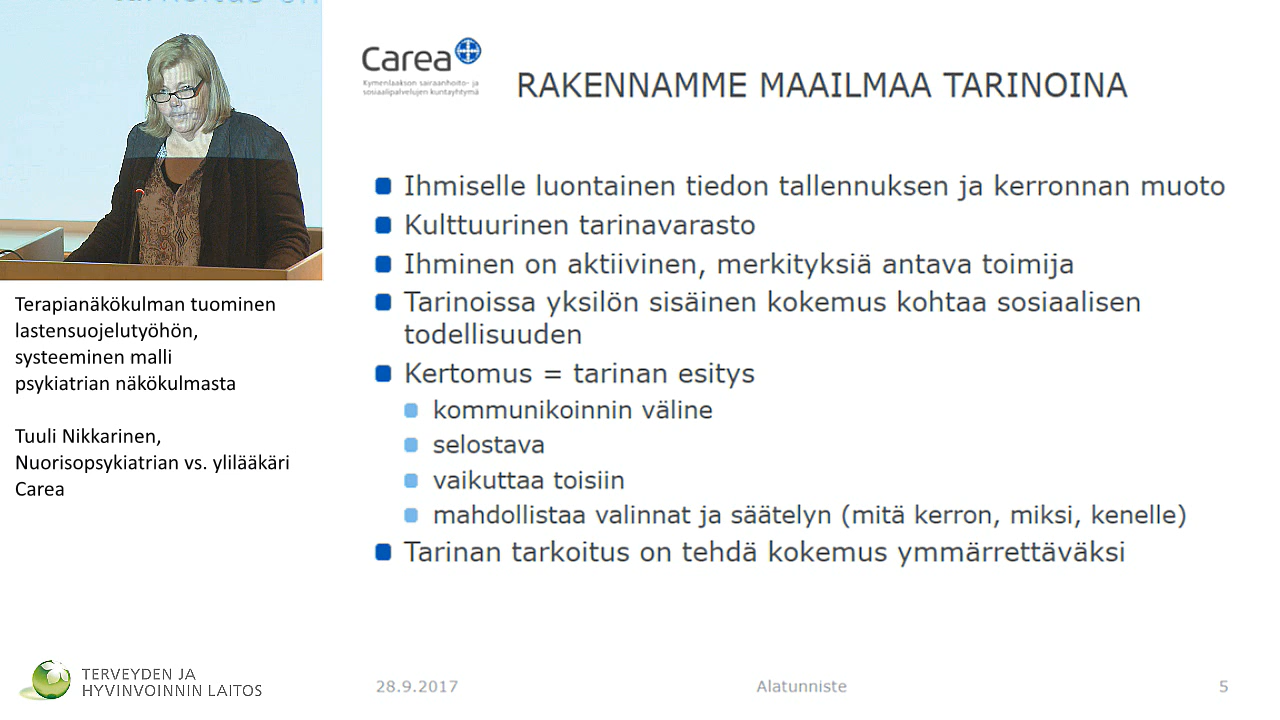 Carea
Kymenlaakson sairaanhoito- ja
sosiaalipalvelujen kuntayhtymä
RAKENNAMME MAAILMAA TARINOINA
Ihmiselle luontainen tiedon tallennuksen ja kerronnan muoto
Kulttuurinen tarinavarasto
Ihminen on aktiivinen, merkityksiä antava toimija
Tarinoissa yksilön sisäinen kokemus kohtaa sosiaalisen
todellisuuden
Kertomus = tarinan esitys
kommunikoinnin väline
selostava
vaikuttaa toisiin
mahdollistaa valinnat ja säätelyn (mitä kerron, miksi, kenelle)
Tarinan tarkoitus on tehdä kokemus ymmärrettäväksi
Terapianäkökulman tuominen
lastensuojelutyöhön,
systeeminen malli
psykiatrian näkökulmasta
Tuuli Nikkarinen,
Nuorisopsykiatrian vs. ylilääkäri
Carea
TERVEYDEN JA
HYVINVOINNIN LAITOS
28.9.2017
Alatunniste
5